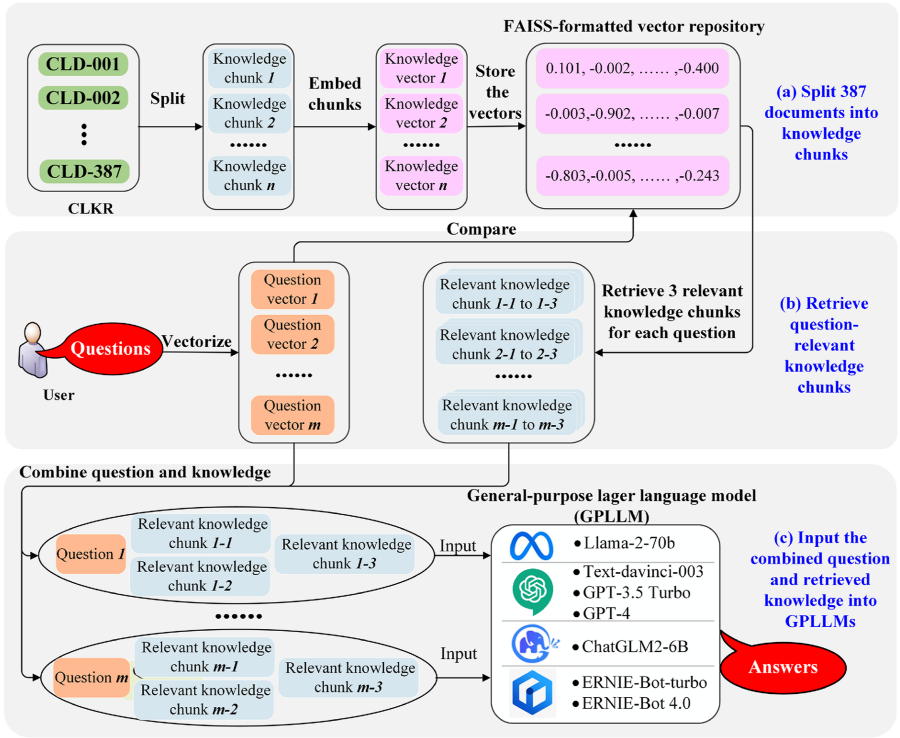 FAISS-formatted vector repository
CLD-001
CLD-002
CLD-387
CLKR
Split
Knowledge
chunk 1
Knowledge
chunk 2
......
Knowledge
chunk n
Embed
chunks
Knowledge
vector 1
Knowledge
vector 2
......
Knowledge
vector n
Store
the
vectors
0.101, -0.002, …… ,-0.400
-0.003,-0.902, …… ,-0.007
......
-0.803,-0.005, …… ,-0.243
(a) Split 387
documents into
knowledge
chunks
Compare
User
Questions
Vectorize
Question
vector 1
Question
vector 2
......
Question
vector m
Relevant knowledge
chunk 1-1 to 1-3
Relevant knowledge
chunk 2-1 to 2-3
......
Relevant knowledge
chunk m-1 to m-3
Retrieve 3 relevant
knowledge chunks
for each question
(b) Retrieve
question-
relevant
knowledge
chunks
Combine question and knowledge
Question 1
Relevant knowledge
chunk 1-1
Relevant knowledge
chunk 1-2
Relevant knowledge
chunk 1-3
Input
......
Question m
Relevant knowledge
chunk m-1
Relevant knowledge
chunk m-2
Relevant knowledge
chunk m-3
Input
General-purpose lager language model
(GPLLM)
• Llama-2-70b
• Text-davinci-003
• GPT-3.5 Turbo
• GPT-4
• ChatGLM2-6B
• ERNIE-Bot-turbo
• ERNIE-Bot 4.0
(c) Input the
combined question
and retrieved
knowledge into
GPLLMs
Answers